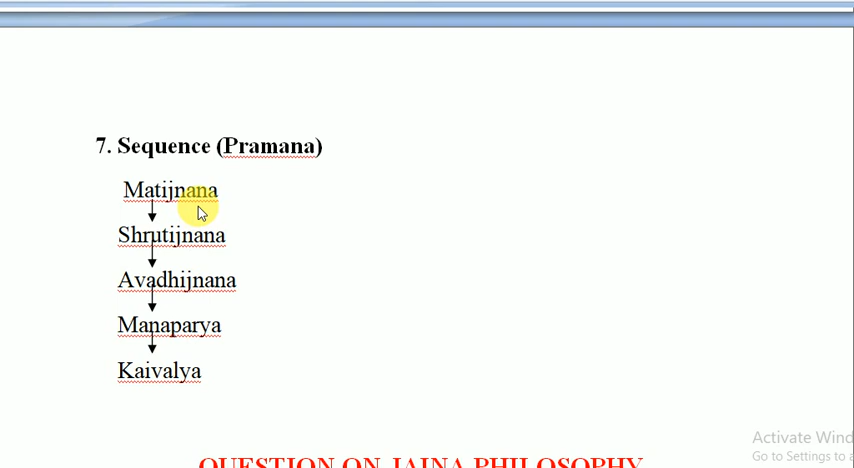 7. Sequence (Pramana)
Matijnana
Shrutijnana
Avadhijnana
Manaparya
Kaivalya
QUESTION ON JAINA PHILOSOPHY
Activate Wind
Go to Settings to a